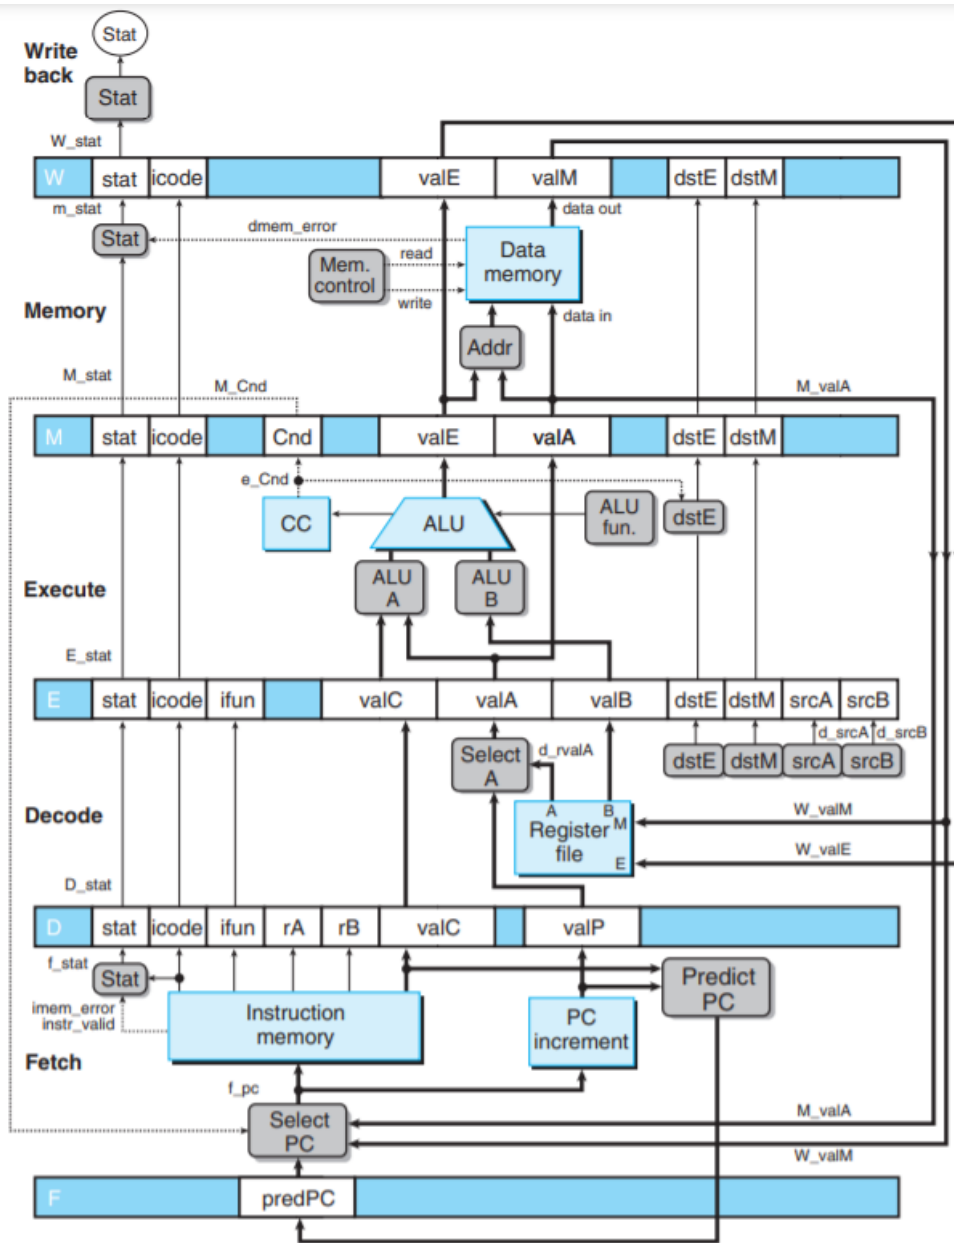 Stat
Write
back
Stat
W_stat
W stat icode valE valM dstE dstM
m_stat
data out
dmem_error
Stat
Data
memory
read
Mem.
control
write
Memory
data in
Addr
M_stat
M_Cnd
M_valA
M stat icode Cnd valE valA dstE dstM
e_Cnd
CC
ALU
ALU
fun.
dstE
ALU
A
ALU
B
Execute
E_stat
E stat icode ifun valC valA valB dstE dstM srcA srcB
d_srcA d_srcB
Select
A
d_rvalA
dstE dstM srcA srcB
Decode
A B
M
Register
file
E
W_valM
W_valE
D_stat
D stat icode ifun rA rB valC valP
f_stat
Stat
imem_error
instr_valid
Instruction
memory
PC
increment
Predict
PC
Fetch
f_pc
Select
PC
M_valA
W_valM
F predPC